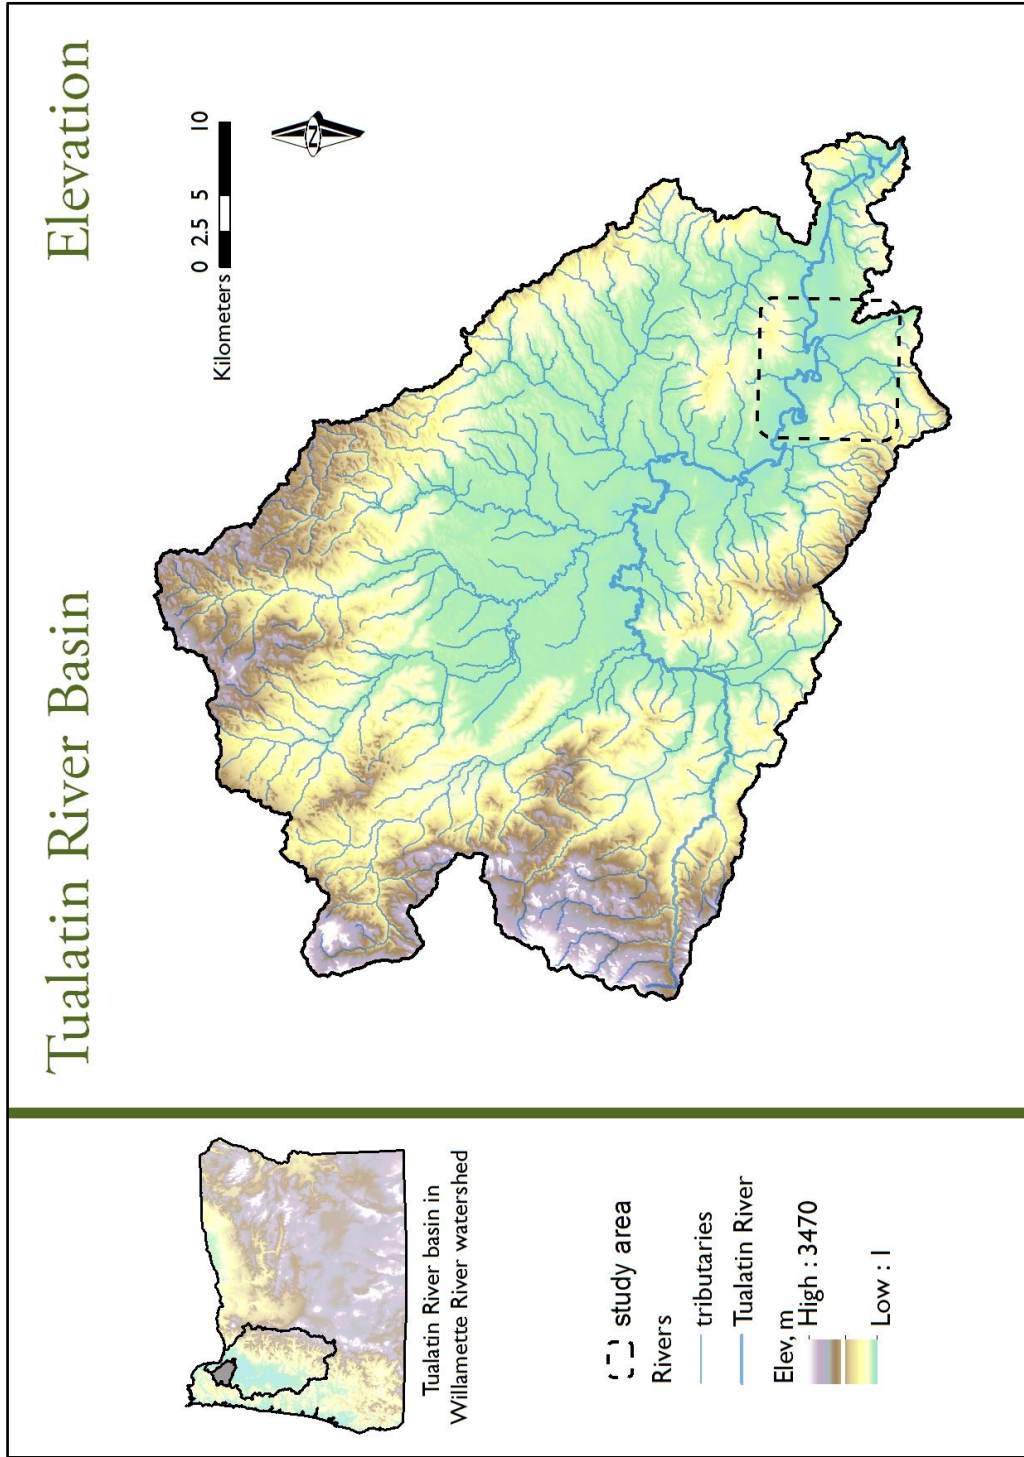 Tualatin River Basin
Elevation
0 2.5 5 10
Kilometers
N
Tualatin River basin in
Willamette River watershed
study area
Rivers
tributaries
Tualatin River
Elev, m
High : 3470
Low : 1